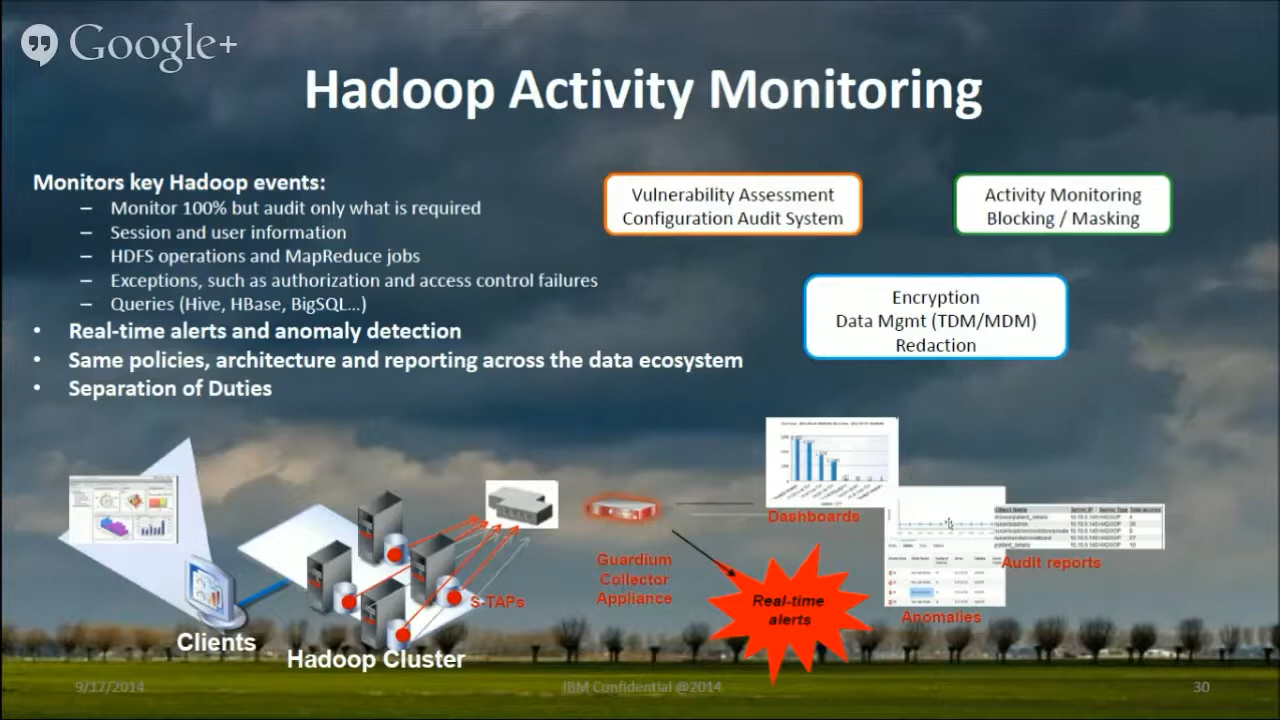 Google+
Hadoop Activity Monitoring
Monitors key Hadoop events:
– Monitor 100% but audit only what is required
– Session and user information
– HDFS operations and MapReduce jobs
– Exceptions, such as authorization and access control failures
– Queries (Hive, HBase, BigSQL...)
• Real-time alerts and anomaly detection
• Same policies, architecture and reporting across the data ecosystem
• Separation of Duties
Vulnerability Assessment
Configuration Audit System
Activity Monitoring
Blocking / Masking
Encryption
Data Mgmt (TDM/MDM)
Redaction
Clients
Hadoop Cluster
S-TAPs
Guardium
Collector
Appliance
Real-time
alerts
Dashboards
Anomalies
Audit reports
9/17/2014
IBM Confidential @2014
30